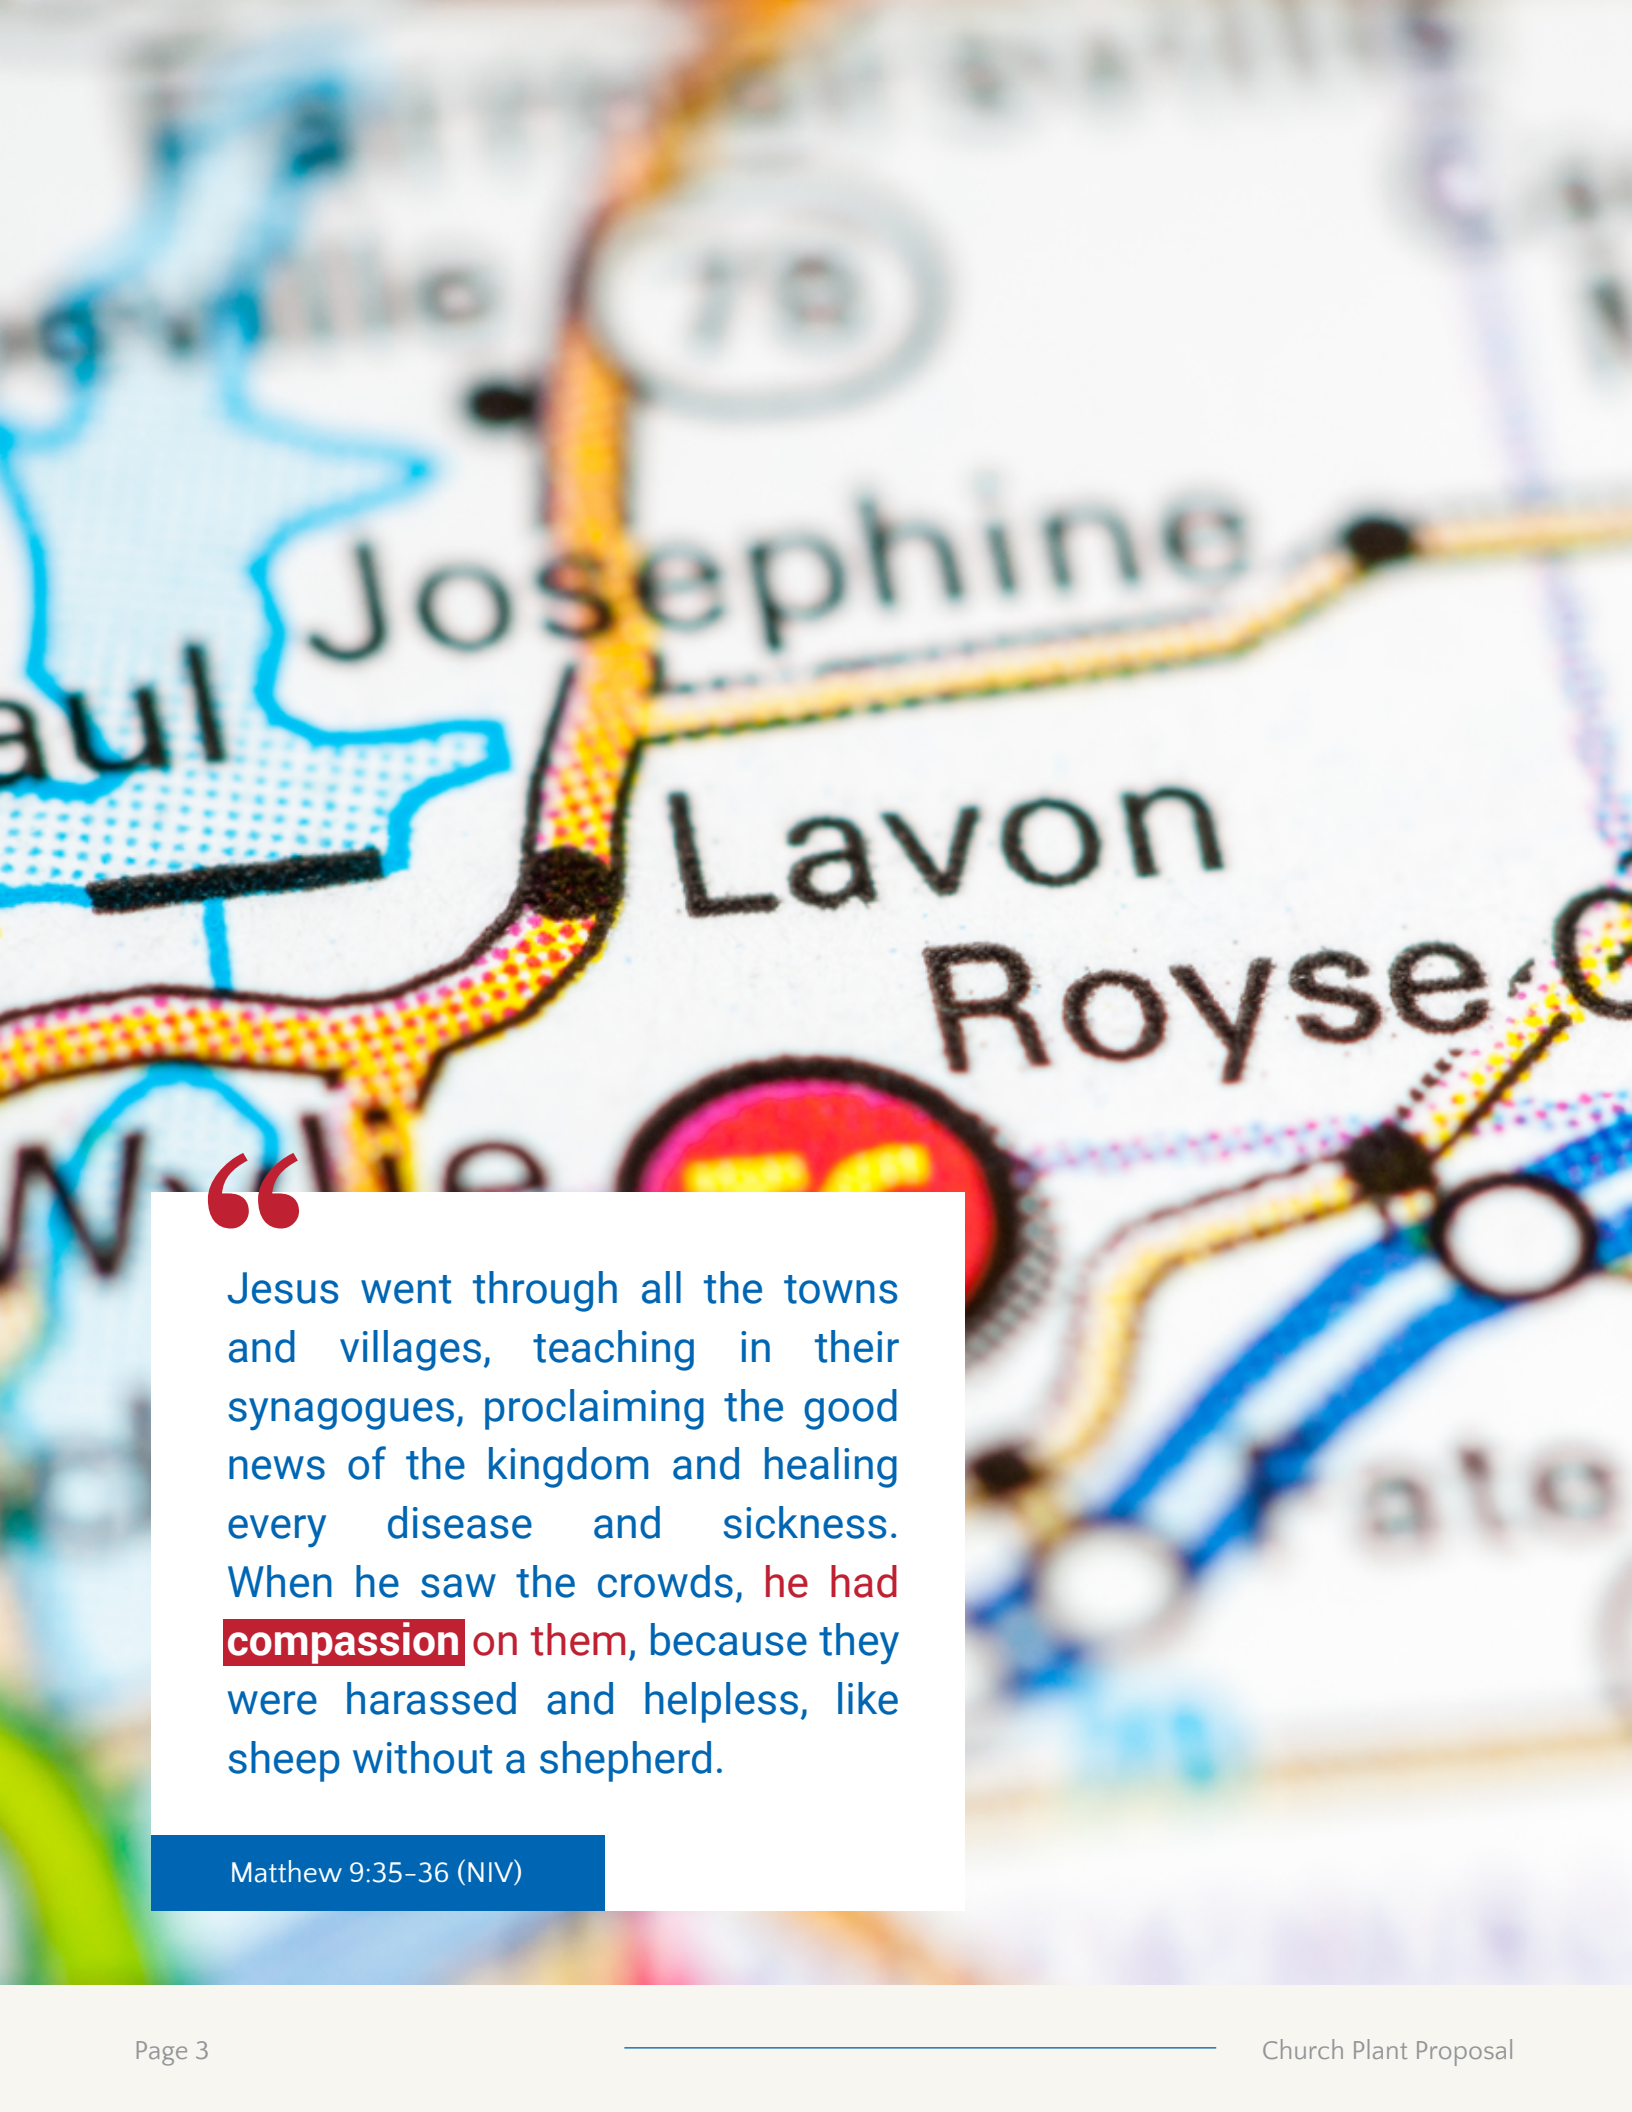 78
Josephine
aul
Lavon
Royse C
Wylie
“
Jesus went through all the towns
and villages, teaching in their
synagogues, proclaiming the good
news of the kingdom and healing
every disease and sickness.
When he saw the crowds, he had
compassion on them, because they
were harassed and helpless, like
sheep without a shepherd.
Matthew 9:35-36 (NIV)
Page 3
Church Plant Proposal